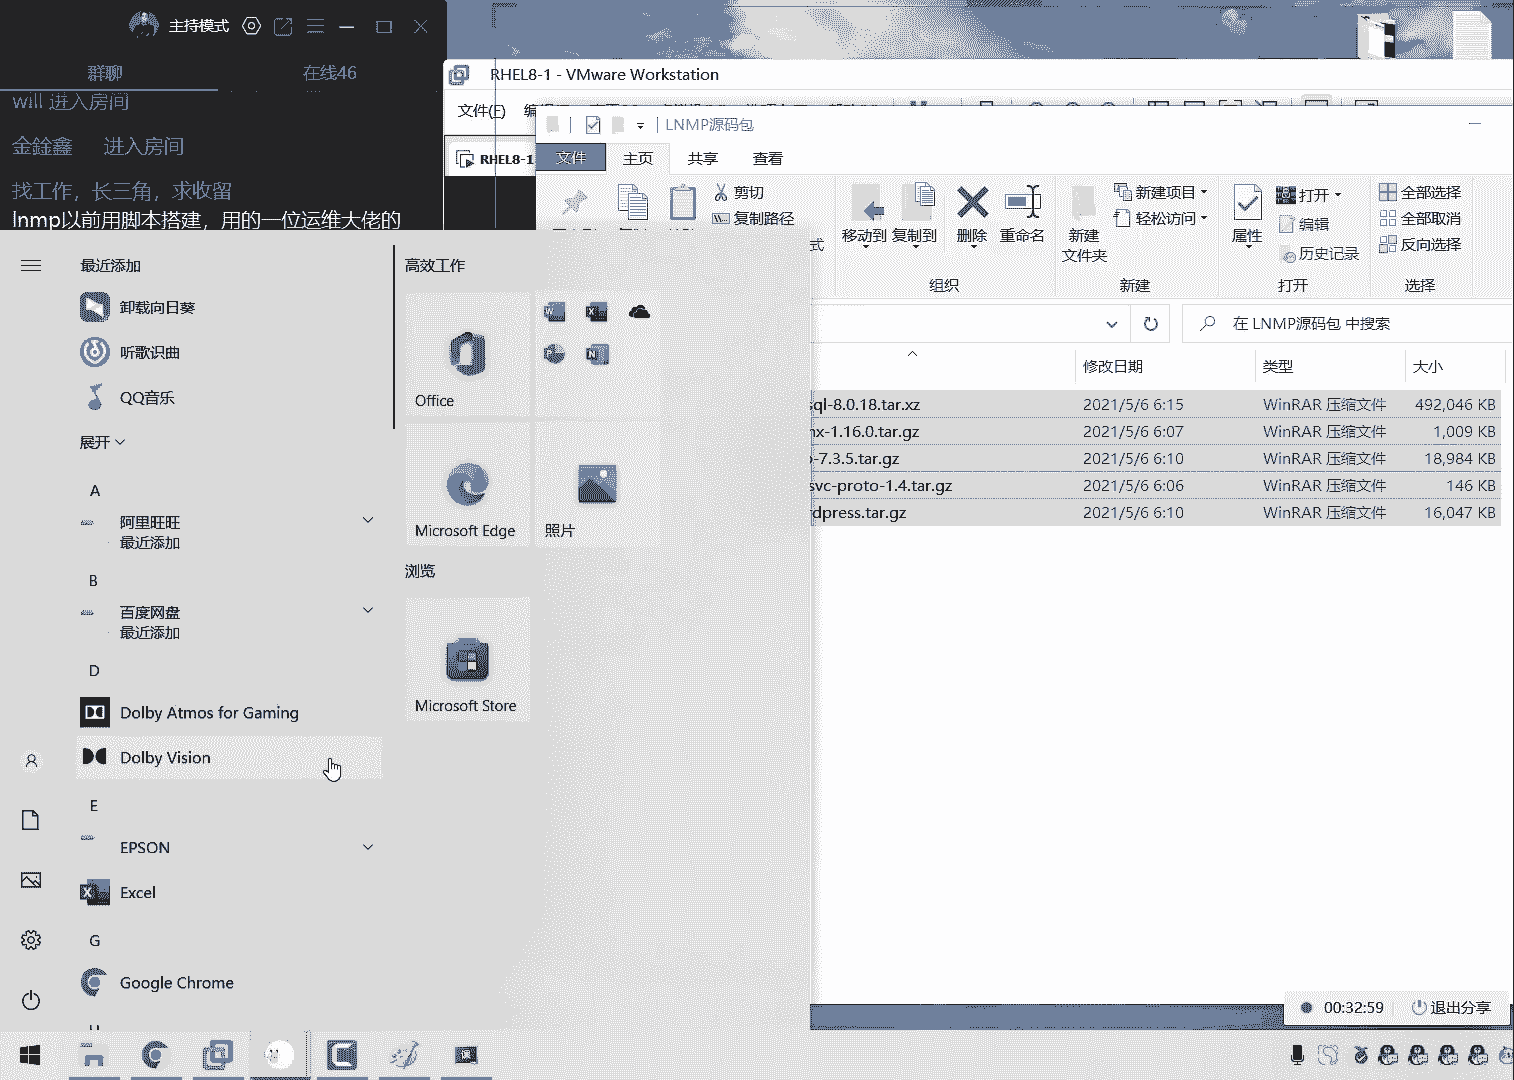 主持模式
群聊
在线46
will 进入房间
金銓鑫 进入房间
找工作，长三角，求收留
lnmp以前用脚本搭建，用的一位运维大佬的
RHEL8-1 - VMware Workstation
文件(F)
RHEL8-1
LNMP源码包
文件
主页
共享
查看
剪切
复制路径
移动到
复制到
删除
重命名
组织
新建
文件夹
新建项目
轻松访问
新建
属性
打开
编辑
历史记录
打开
全部选择
全部取消
反向选择
选择
在 LNMP源码包 中搜索
修改日期
类型
大小
ql-8.0.18.tar.xz 2021/5/6 6:15 WinRAR 压缩文件 492,046 KB
x-1.16.0.tar.gz 2021/5/6 6:07 WinRAR 压缩文件 1,009 KB
-7.3.5.tar.gz 2021/5/6 6:10 WinRAR 压缩文件 18,984 KB
svc-proto-1.4.tar.gz 2021/5/6 6:06 WinRAR 压缩文件 146 KB
dpress.tar.gz 2021/5/6 6:10 WinRAR 压缩文件 16,047 KB
最近添加
卸载向日葵
听歌识曲
QQ音乐
展开
A
阿里旺旺
最近添加
B
百度网盘
最近添加
D
Dolby Atmos for Gaming
Dolby Vision
E
EPSON
Excel
G
Google Chrome
高效工作
Office
Microsoft Edge
照片
浏览
Microsoft Store
00:32:59
退出分享